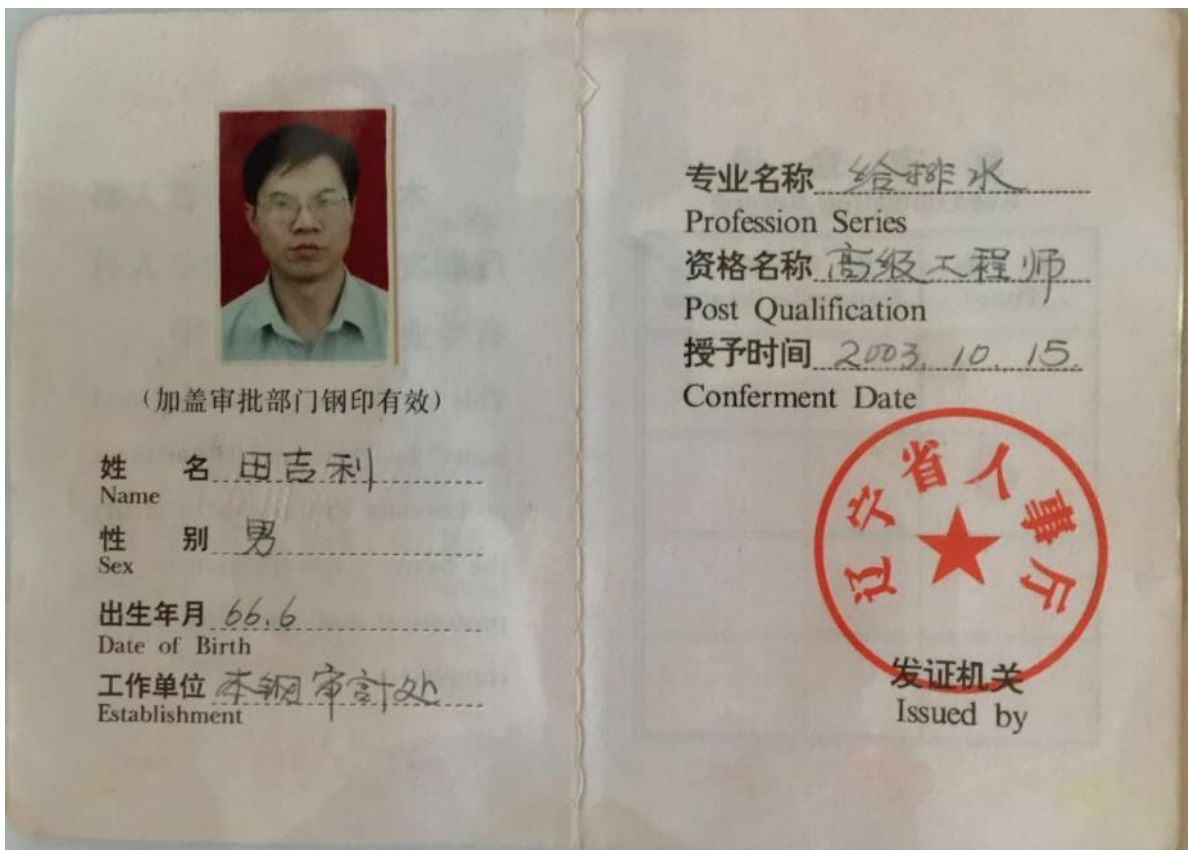 (加盖审批部门钢印有效)
姓 名 田吉利
Name
性 别 男
Sex
出生年月 66.6
Date of Birth
工作单位 本钢审计处
Establishment
专业名称 给排水
Profession Series
资格名称 高级工程师
Post Qualification
授予时间 2003.10.15.
Conferment Date
辽宁省人事厅
发证机关
Issued by